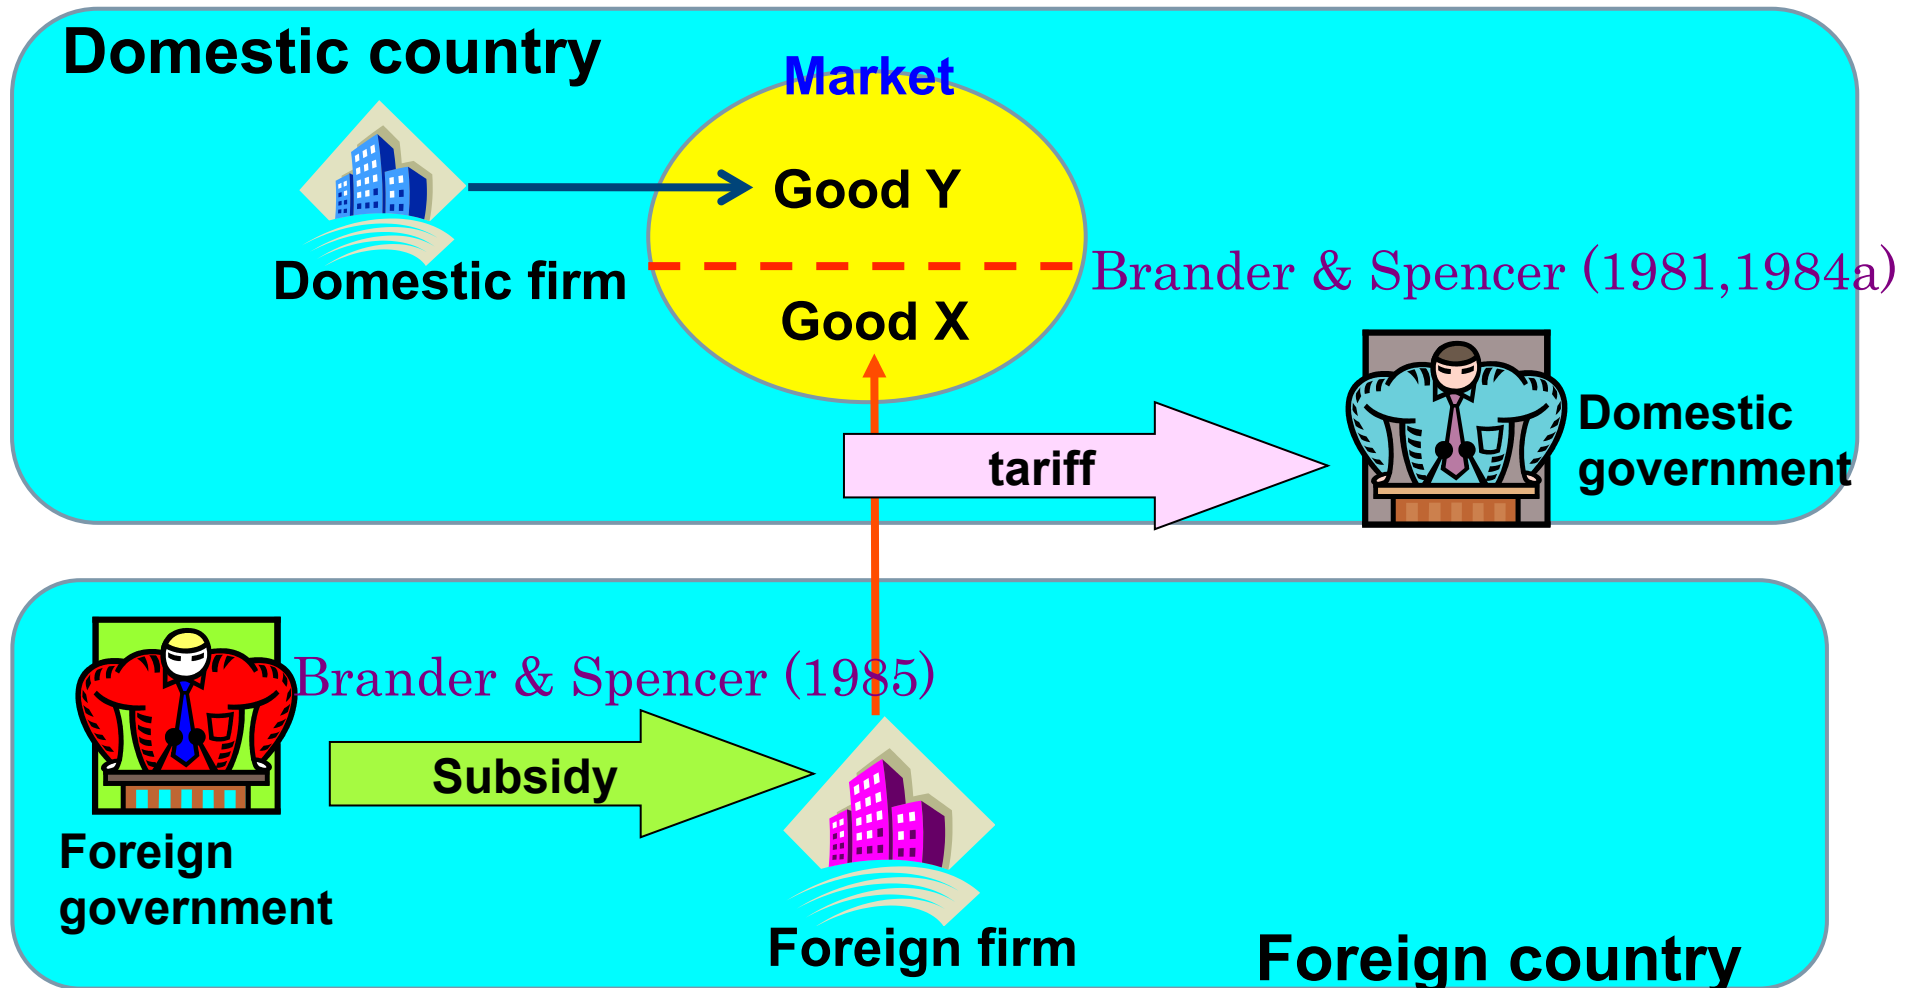 Domestic country
Market
Good Y
Domestic firm
Brander & Spencer (1981,1984a)
Good X
Domestic
government
tariff
Brander & Spencer (1985)
Subsidy
Foreign
government
Foreign firm
Foreign country